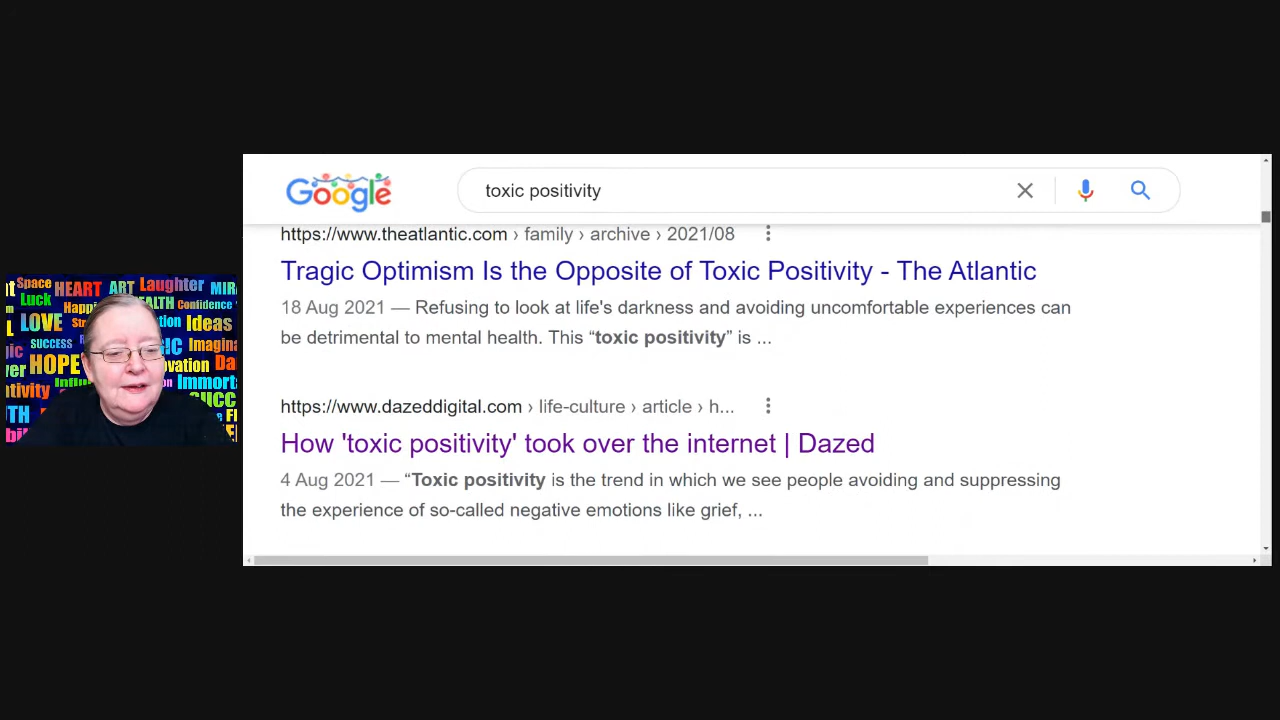 Google
toxic positivity
https://www.theatlantic.com › family › archive › 2021/08
Tragic Optimism Is the Opposite of Toxic Positivity - The Atlantic
18 Aug 2021 — Refusing to look at life's darkness and avoiding uncomfortable experiences can
be detrimental to mental health. This “toxic positivity” is ...
https://www.dazeddigital.com › life-culture › article › h...
How 'toxic positivity' took over the internet | Dazed
4 Aug 2021 — “Toxic positivity is the trend in which we see people avoiding and suppressing
the experience of so-called negative emotions like grief, ...
Space HEART ART Laughter
Luck Confidence
LOVE Ideas
SUCCESS
HOPE